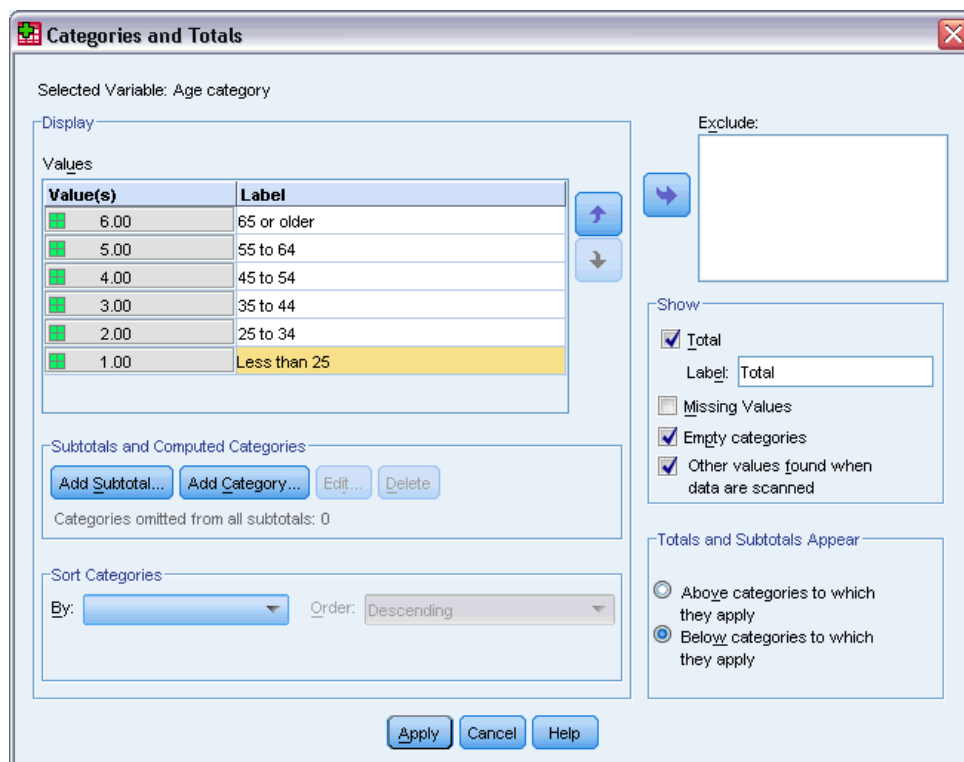 Categories and Totals
Selected Variable: Age category
Display
Values
Value(s) Label
6.00 65 or older
5.00 55 to 64
4.00 45 to 54
3.00 35 to 44
2.00 25 to 34
1.00 Less than 25
Subtotals and Computed Categories
Add Subtotal... Add Category... Edit... Delete
Categories omitted from all subtotals: 0
Sort Categories
By: Order: Descending
Exclude:
Show
Total
Label: Total
Missing Values
Empty categories
Other values found when
data are scanned
Totals and Subtotals Appear
Above categories to which
they apply
Below categories to which
they apply
Apply Cancel Help